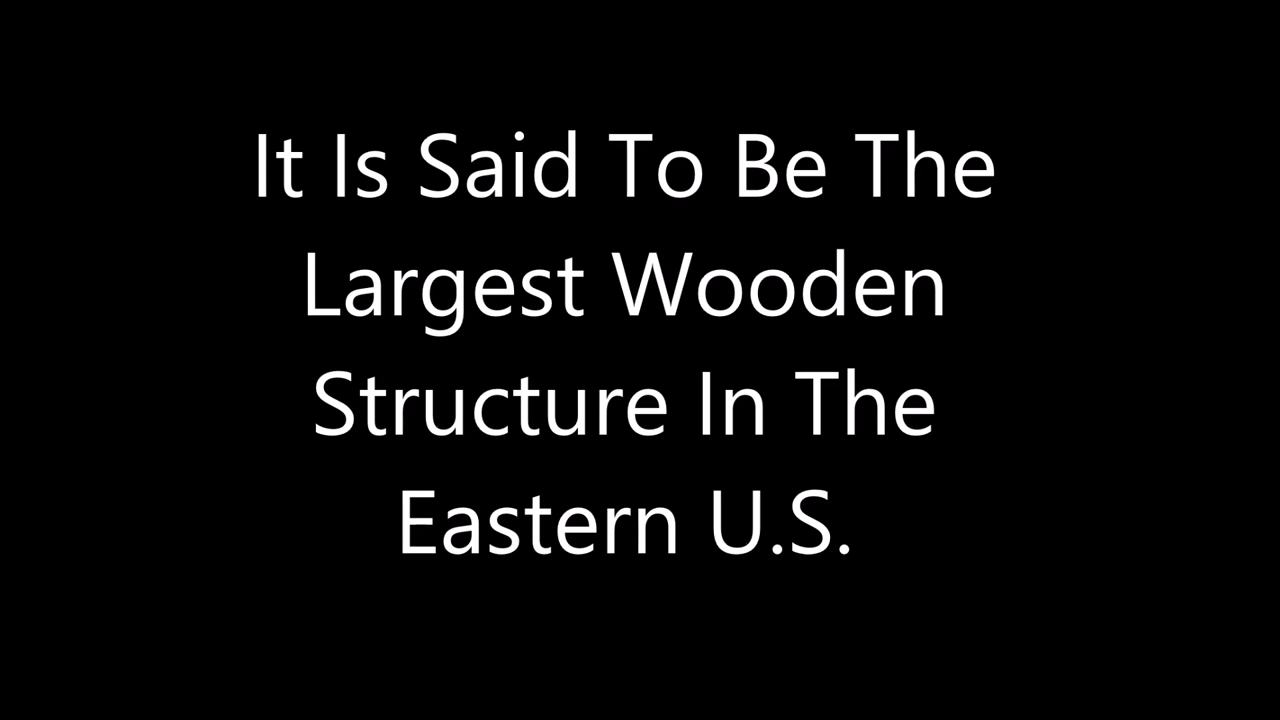 It Is Said To Be The
Largest Wooden
Structure In The
Eastern U.S.